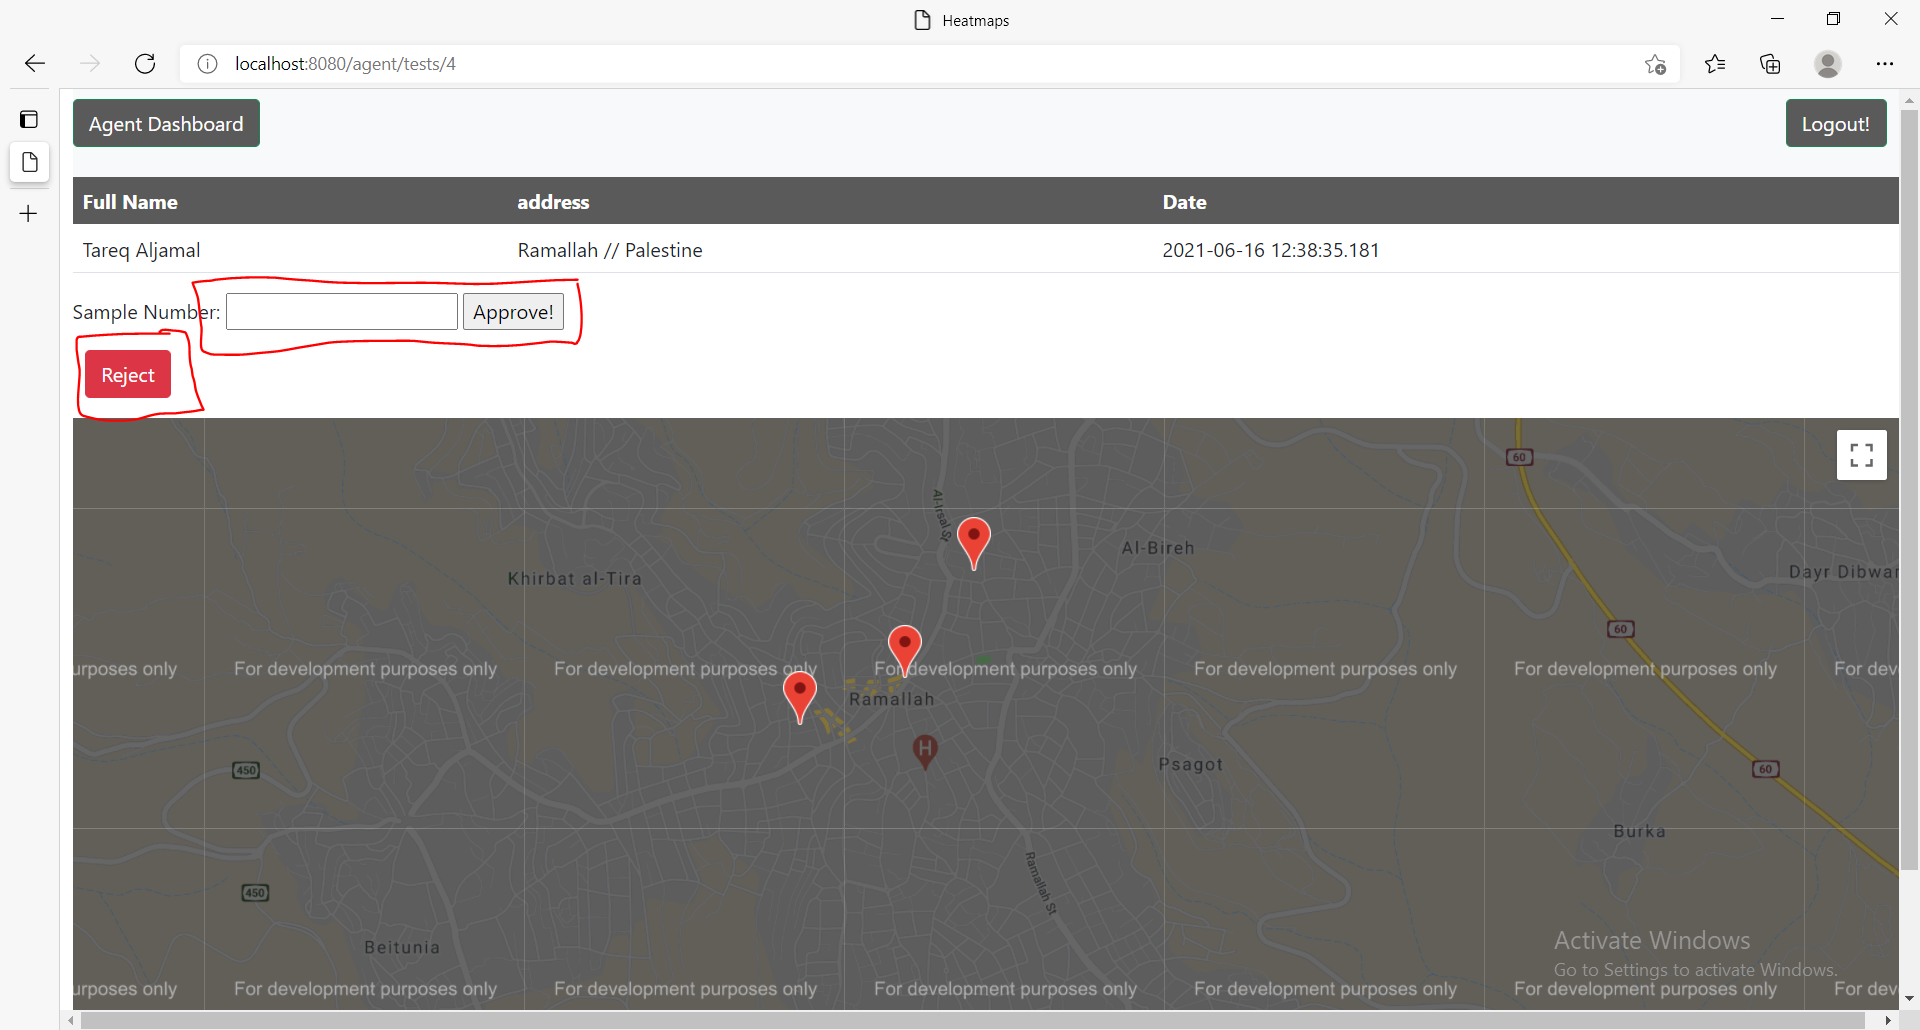 Heatmaps
localhost:8080/agent/tests/4
Agent Dashboard
Logout!
Full Name address Date
Tareq Aljamal Ramallah // Palestine 2021-06-16 12:38:35.181
Sample Number: Approve!
Reject
60
Al-Irsal St
Al-Bireh
Dayr Dibwan
Khirbat al-Tira
60
urposes only For development purposes only For development purposes only For development purposes only For development purposes only For development purposes only For dev
Ramallah
H
Psagot
450
60
Burka
450
Ramallah St
Beitunia
Activate Windows
Go to Settings to activate Windows.
urposes only For development purposes only For development purposes only For development purposes only For development purposes only For development purposes only For dev